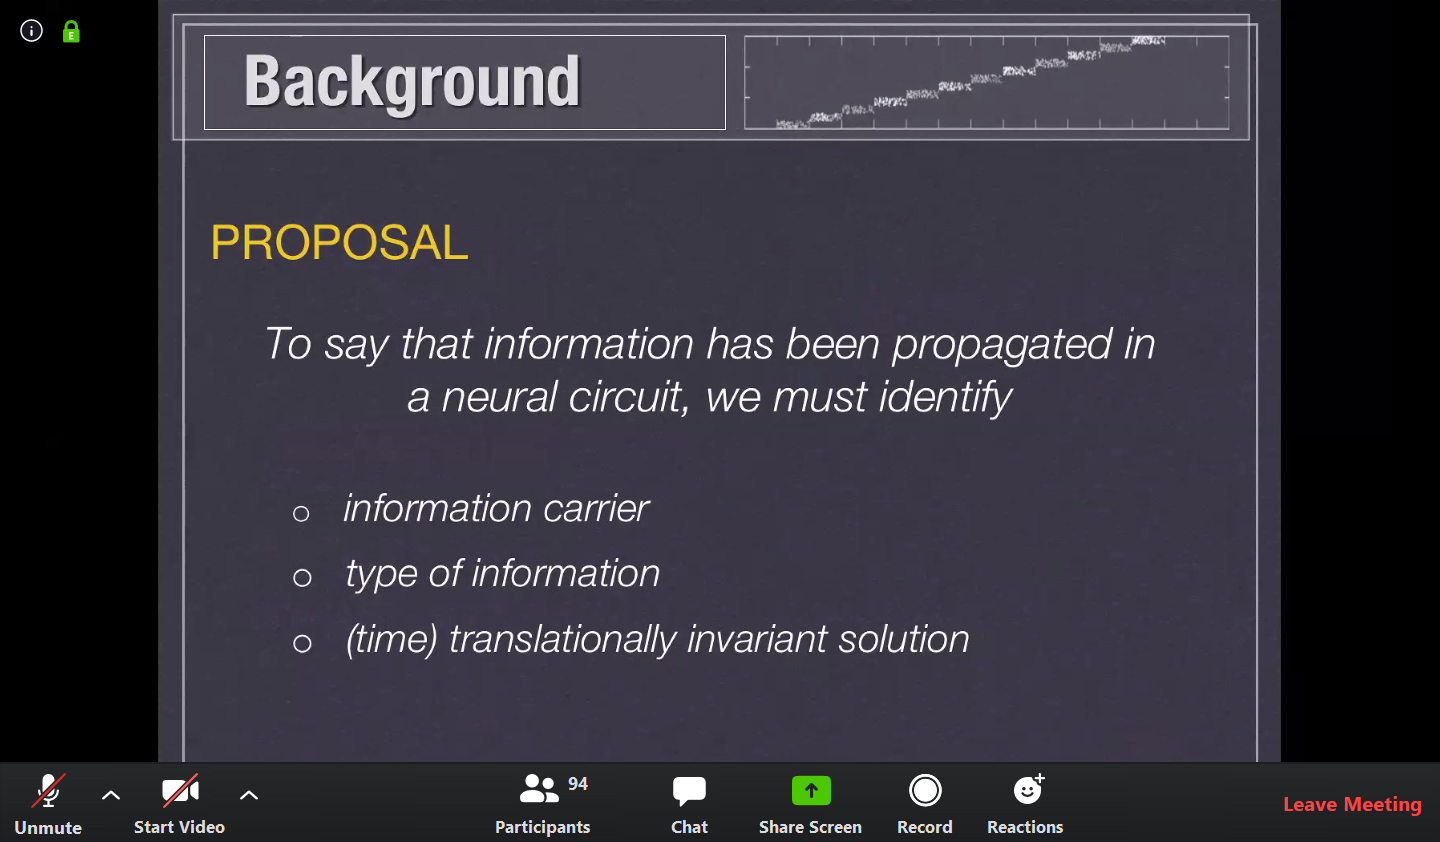 Background
PROPOSAL
To say that information has been propagated in
a neural circuit, we must identify
information carrier
type of information
(time) translationally invariant solution
E
94
Unmute
Start Video
Participants
Chat
Share Screen
Record
Reactions
Leave Meeting